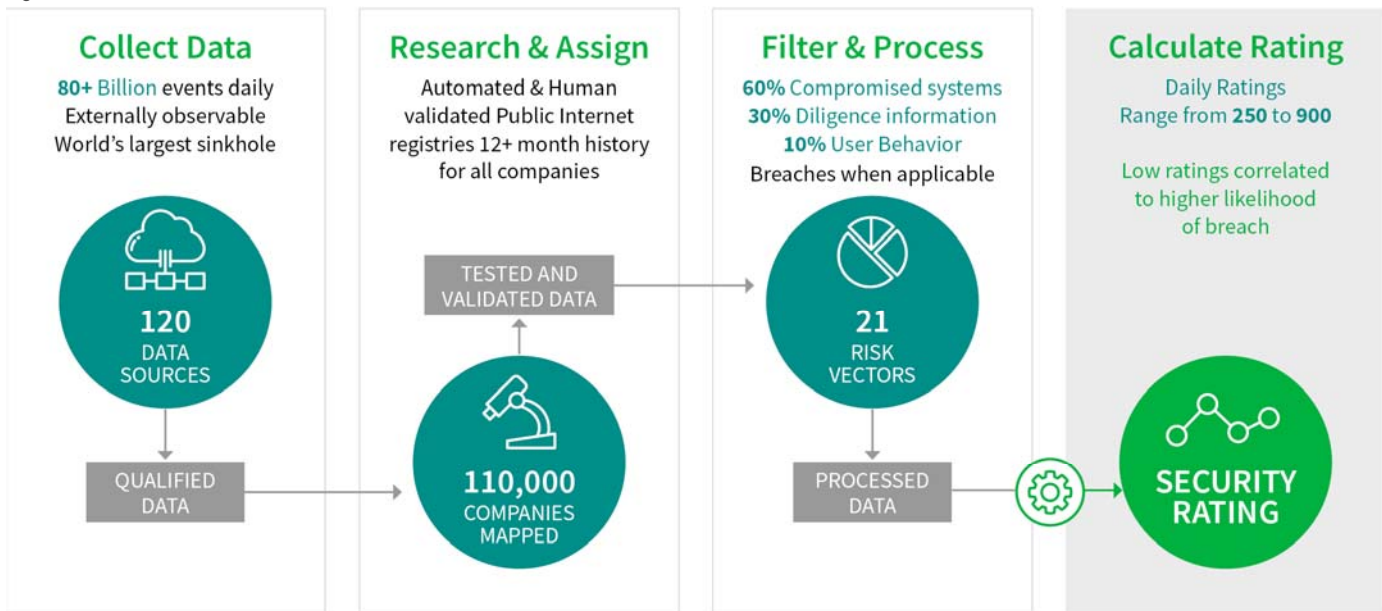 Collect Data
80+ Billion events daily
Externally observable
World's largest sinkhole
120
DATA
SOURCES
QUALIFIED
DATA
Research & Assign
Automated & Human
validated Public Internet
registries 12+ month history
for all companies
TESTED AND
VALIDATED DATA
110,000
COMPANIES
MAPPED
Filter & Process
60% Compromised systems
30% Diligence information
10% User Behavior
Breaches when applicable
21
RISK
VECTORS
PROCESSED
DATA
Calculate Rating
Daily Ratings
Range from 250 to 900
Low ratings correlated
to higher likelihood
of breach
SECURITY
RATING